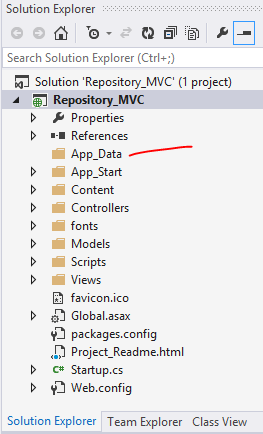 Solution Explorer
Search Solution Explorer (Ctrl+;)
Solution 'Repository_MVC' (1 project)
Repository_MVC
Properties
References
App_Data
App_Start
Content
Controllers
fonts
Models
Scripts
Views
favicon.ico
Global.asax
packages.config
Project_Readme.html
C# Startup.cs
Web.config
Solution Explorer Team Explorer Class View